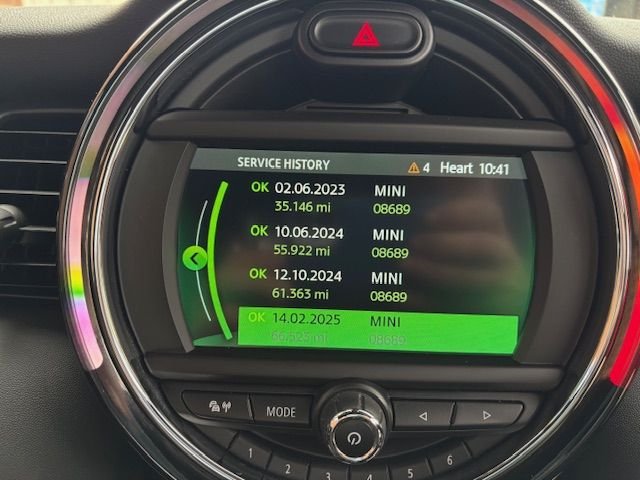 SERVICE HISTORY 4 Heart 10:41
OK 02.06.2023 MINI
35.146 mi 08689
OK 10.06.2024 MINI
55.922 mi 08689
OK 12.10.2024 MINI
61.363 mi 08689
OK 14.02.2025 MINI
08689
MODE
1 2 3 4 5 6